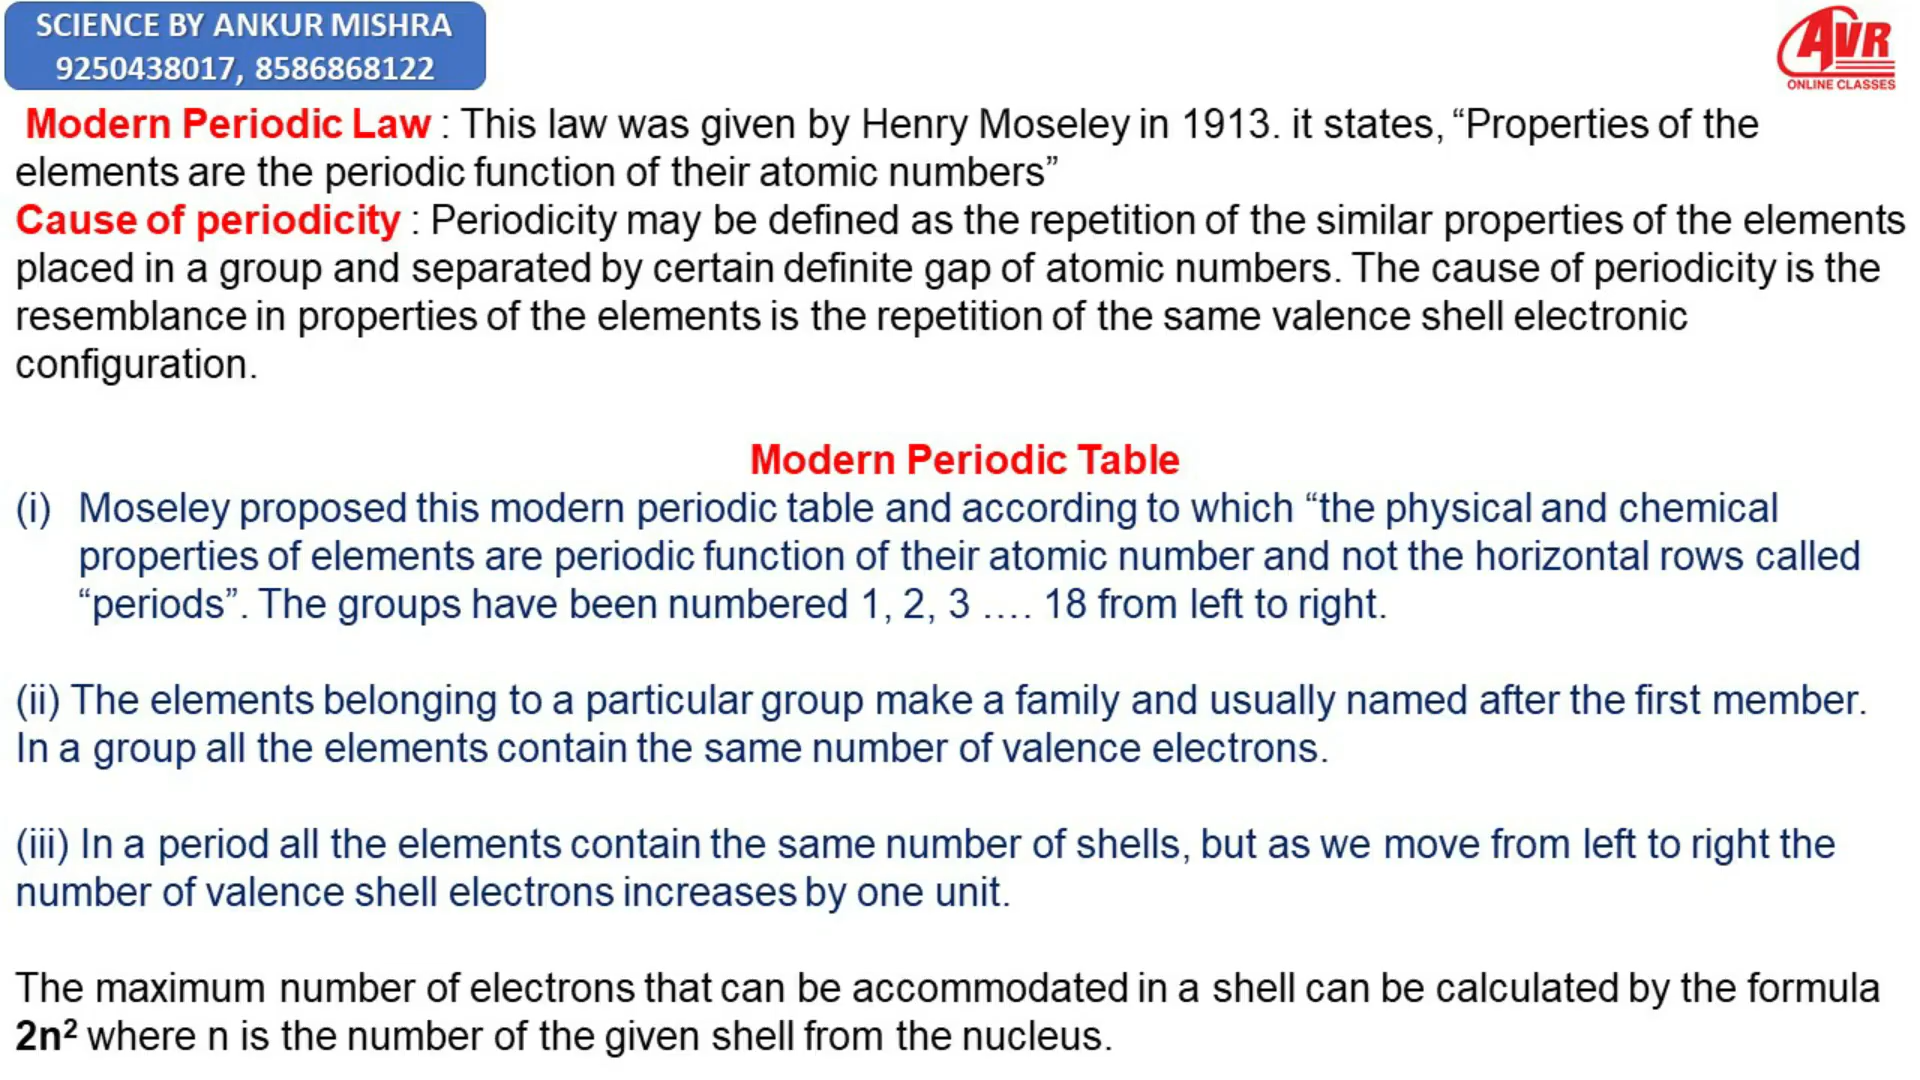 SCIENCE BY ANKUR MISHRA
9250438017, 8586868122
AVR
ONLINE CLASSES
Modern Periodic Law : This law was given by Henry Moseley in 1913. it states, “Properties of the
elements are the periodic function of their atomic numbers”
Cause of periodicity : Periodicity may be defined as the repetition of the similar properties of the elements
placed in a group and separated by certain definite gap of atomic numbers. The cause of periodicity is the
resemblance in properties of the elements is the repetition of the same valence shell electronic
configuration.
Modern Periodic Table
(i) Moseley proposed this modern periodic table and according to which “the physical and chemical
properties of elements are periodic function of their atomic number and not the horizontal rows called
“periods”. The groups have been numbered 1, 2, 3 .... 18 from left to right.
(ii) The elements belonging to a particular group make a family and usually named after the first member.
In a group all the elements contain the same number of valence electrons.
(iii) In a period all the elements contain the same number of shells, but as we move from left to right the
number of valence shell electrons increases by one unit.
The maximum number of electrons that can be accommodated in a shell can be calculated by the formula
2n² where n is the number of the given shell from the nucleus.